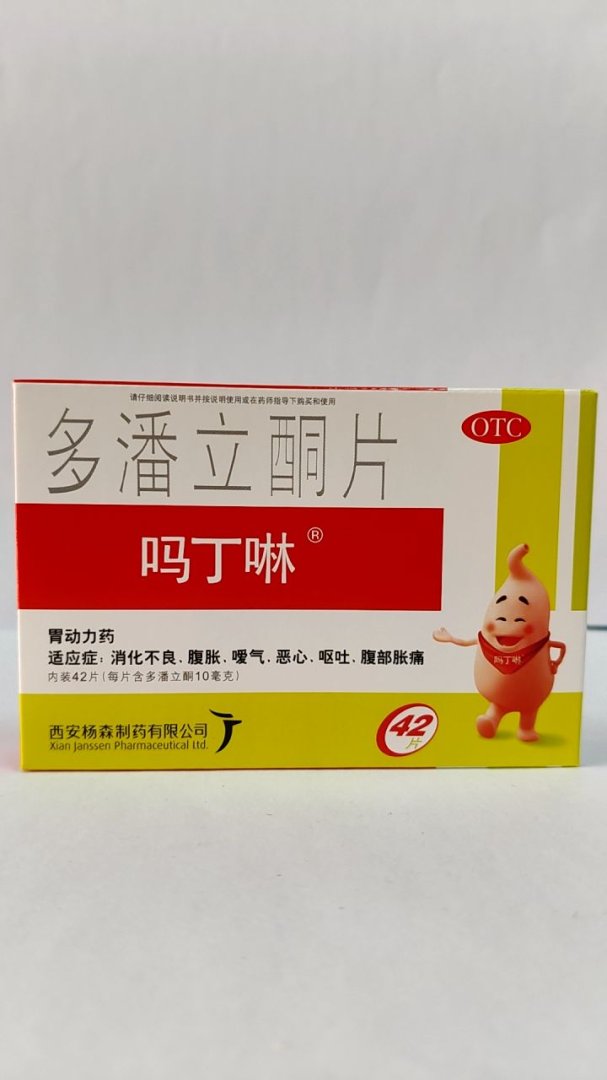 请仔细阅读说明书并按说明使用或在药师指导下购买和使用
多潘立酮片
OTC
吗丁啉®
胃动力药
适应症：消化不良、腹胀、嗳气、恶心、呕吐、腹部胀痛
内装42片(每片含多潘立酮10毫克)
吗丁啉
西安杨森制药有限公司
Xian Janssen Pharmaceutical Ltd.
42
片